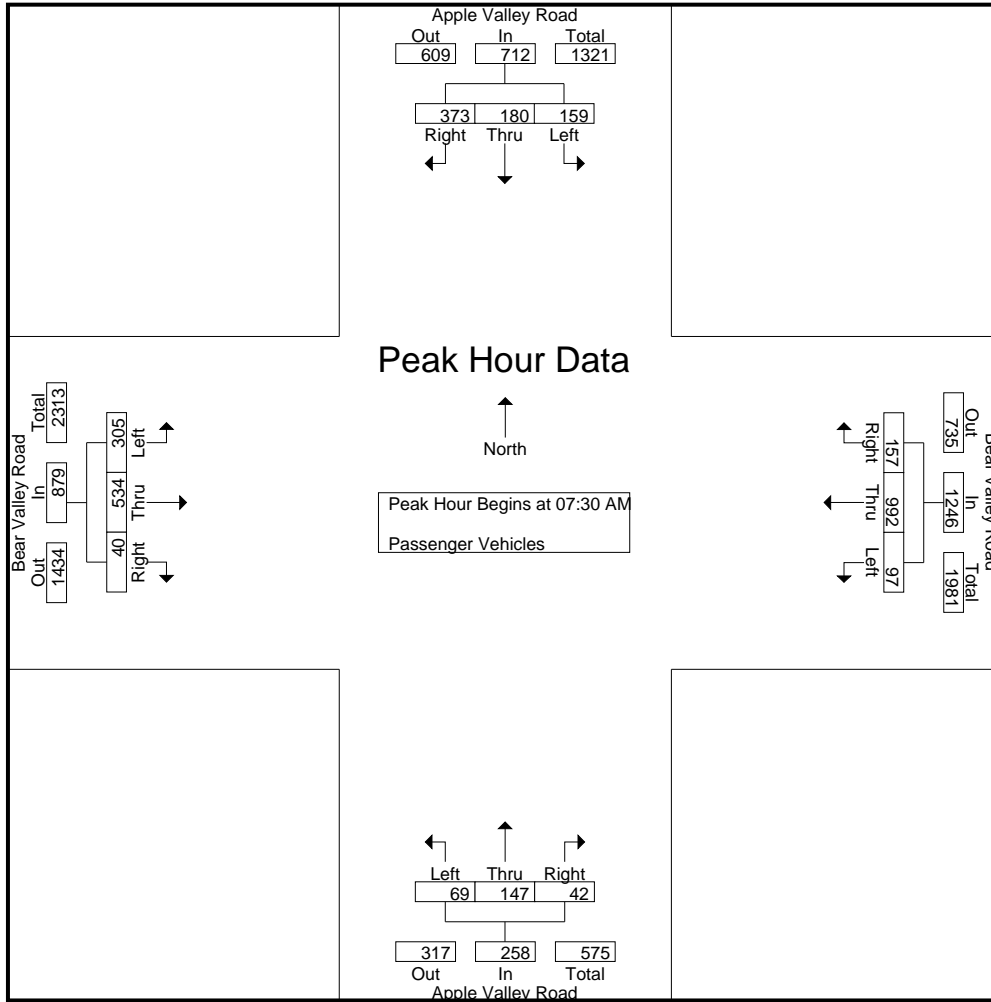 Apple Valley Road
Out In Total
609 712 1321
373 180 159
Right Thru Left
Peak Hour Data
North
Peak Hour Begins at 07:30 AM
Passenger Vehicles
Bear Valley Road
Total In Out
2313 879 1434
305 534 40
Left Thru Right
Bear Valley Road
Out In Total
735 1246 1981
157 992 97
Right Thru Left
Left Thru Right
69 147 42
317 258 575
Out In Total
Apple Valley Road